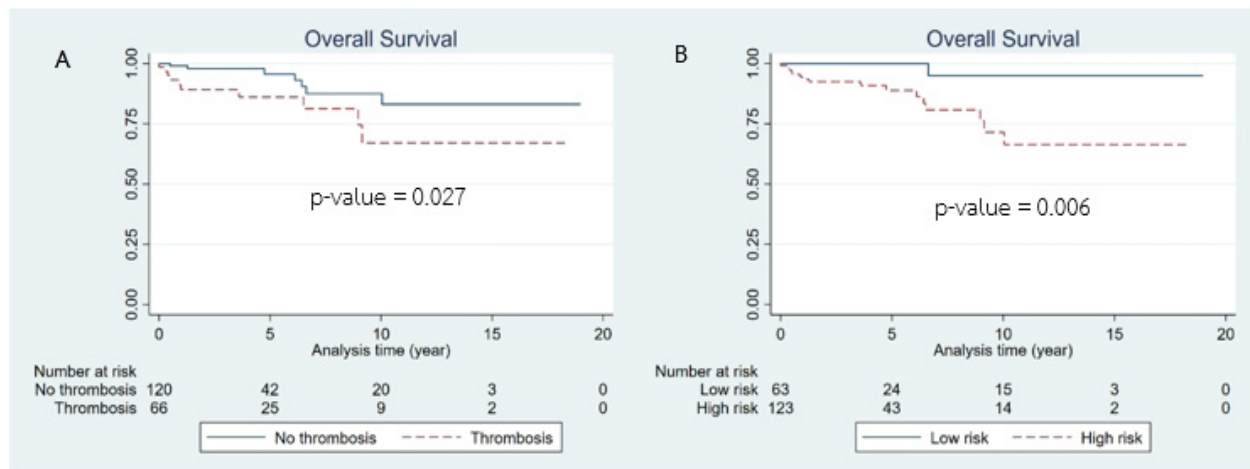 A
Overall Survival
1.00
0.75
0.50
0.25
0.00
p-value = 0.027
0 5 10 15 20
Analysis time (year)
Number at risk
No thrombosis 120 42 20 3 0
Thrombosis 66 25 9 2 0
No thrombosis Thrombosis
B
Overall Survival
1.00
0.75
0.50
0.25
0.00
p-value = 0.006
0 5 10 15 20
Analysis time (year)
Number at risk
Low risk 63 24 15 3 0
High risk 123 43 14 2 0
Low risk High risk